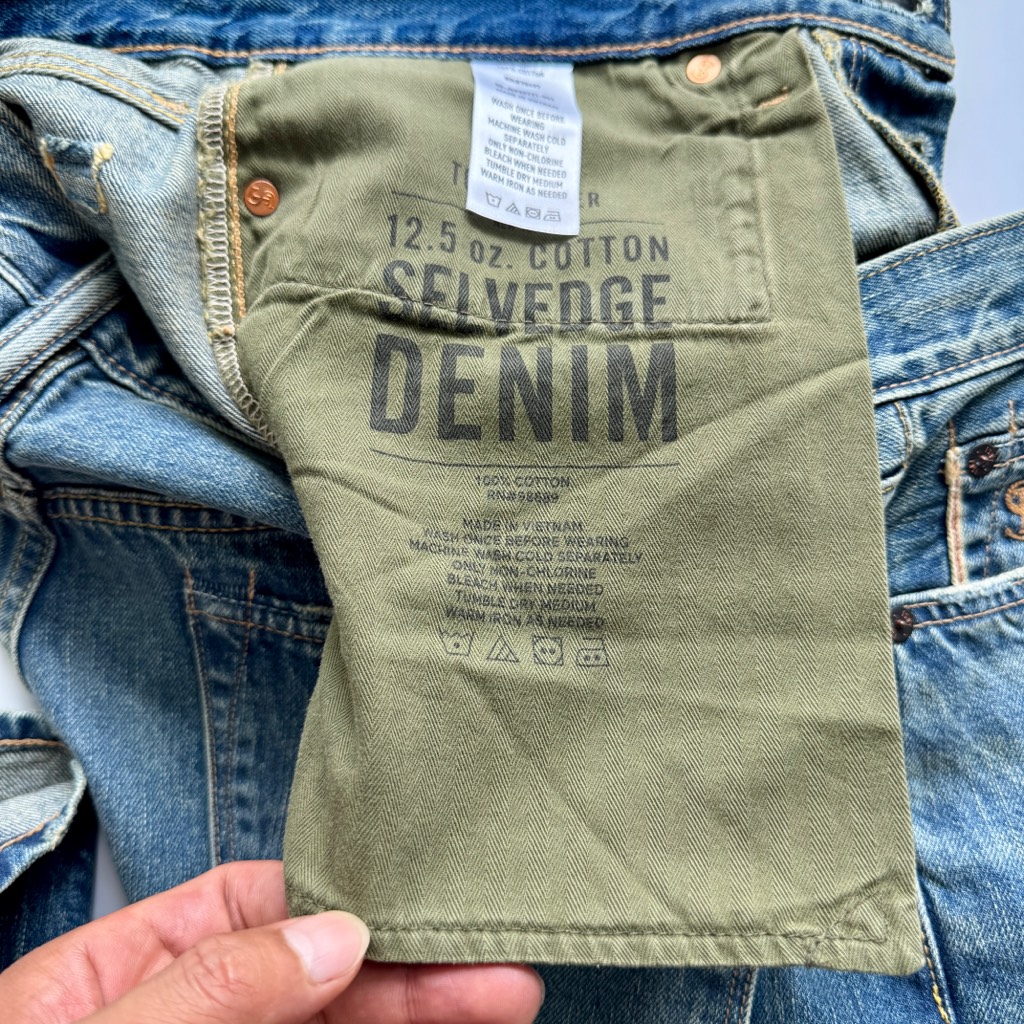 WASH ONCE BEFORE
WEARING
MACHINE WASH COLD
SEPARATELY
ONLY NON-CHLORINE
BLEACH WHEN NEEDED
TUMBLE DRY MEDIUM
WARM IRON AS NEEDED
12.5 oz. COTTON
SELVEDGE
DENIM
100% COTTON
RN#98689
MADE IN VIETNAM
WASH ONCE BEFORE WEARING
MACHINE WASH COLD SEPARATELY
ONLY NON-CHLORINE
BLEACH WHEN NEEDED
TUMBLE DRY MEDIUM
WARM IRON AS NEEDED